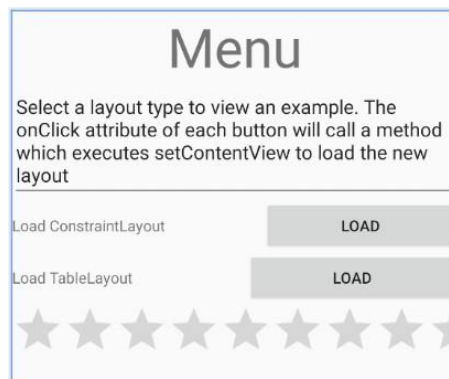 Menu
Select a layout type to view an example. The
onClick attribute of each button will call a method
which executes setContentView to load the new
layout
Load ConstraintLayout LOAD
Load TableLayout LOAD